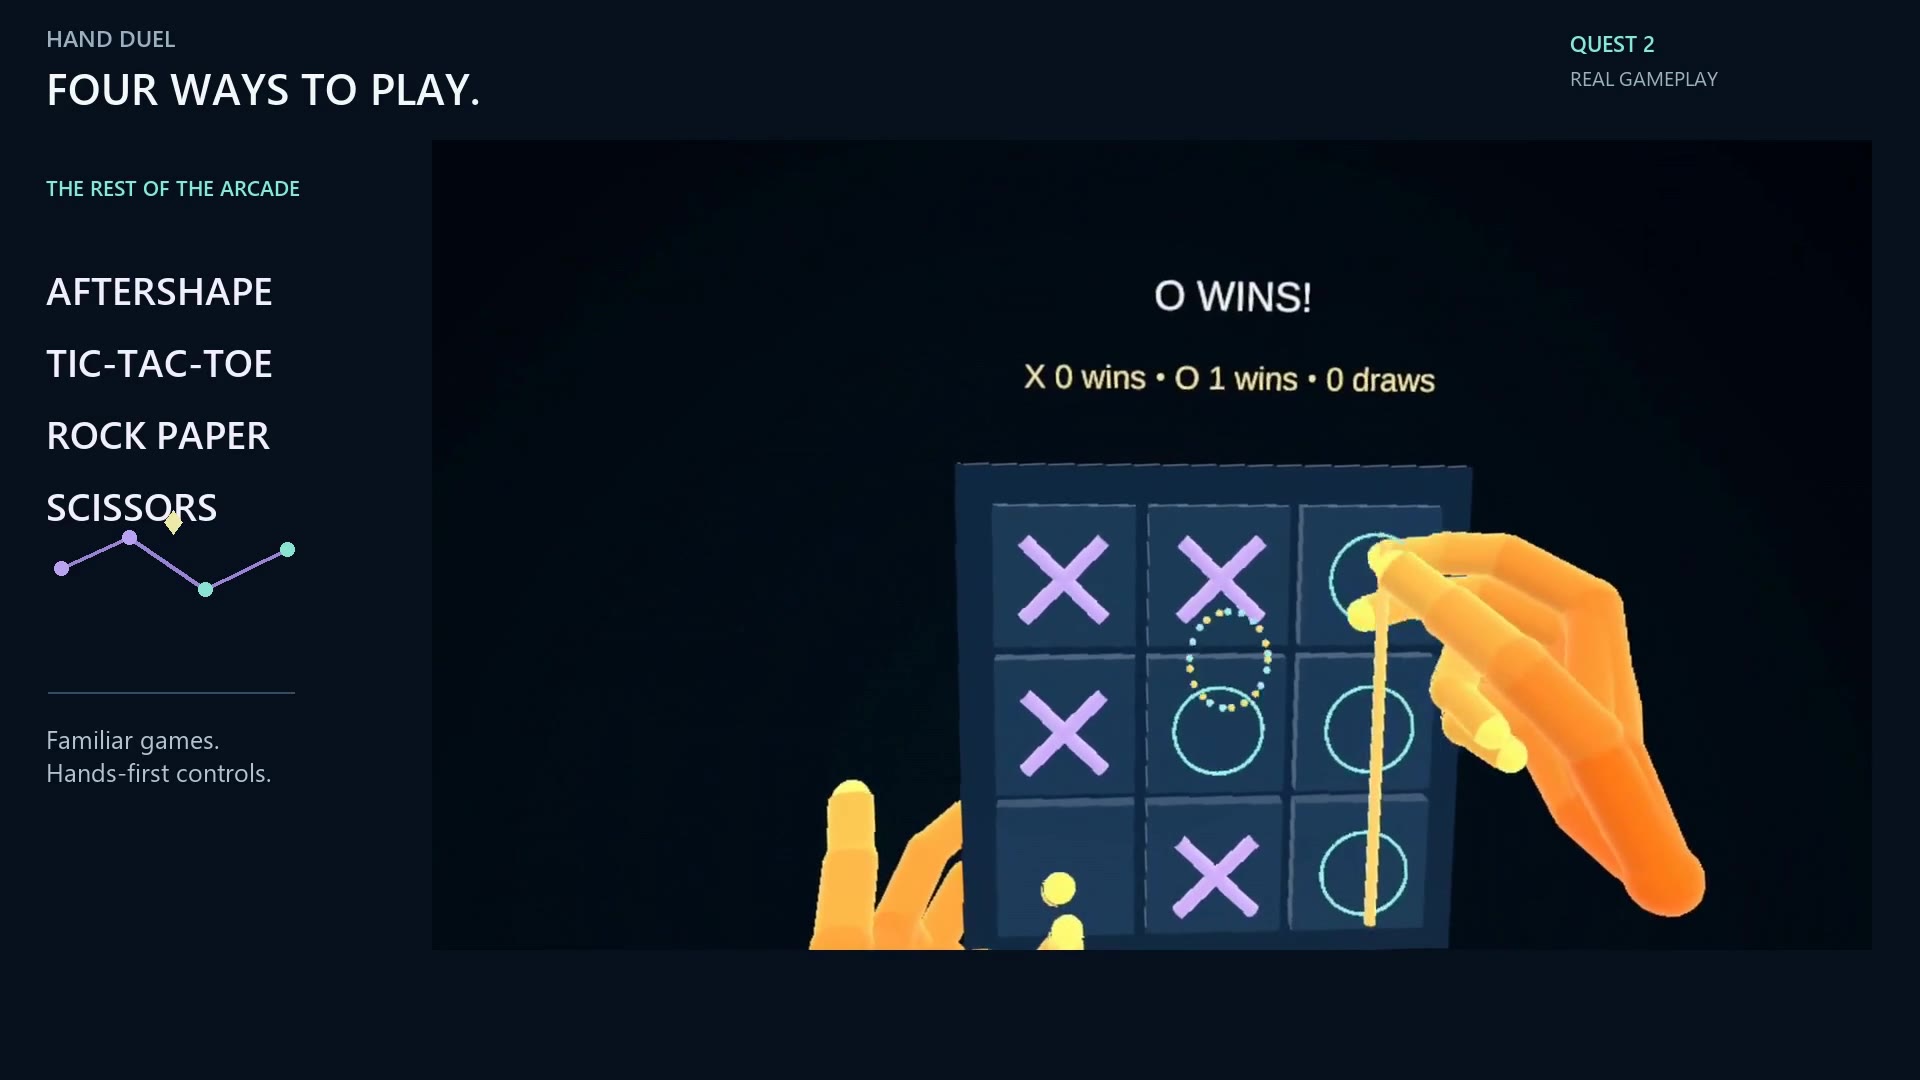 HAND DUEL
FOUR WAYS TO PLAY.
QUEST 2
REAL GAMEPLAY
THE REST OF THE ARCADE
AFTERSHAPE
TIC-TAC-TOE
ROCK PAPER
SCISSORS
Familiar games.
Hands-first controls.
O WINS!
X 0 wins • O 1 wins • 0 draws